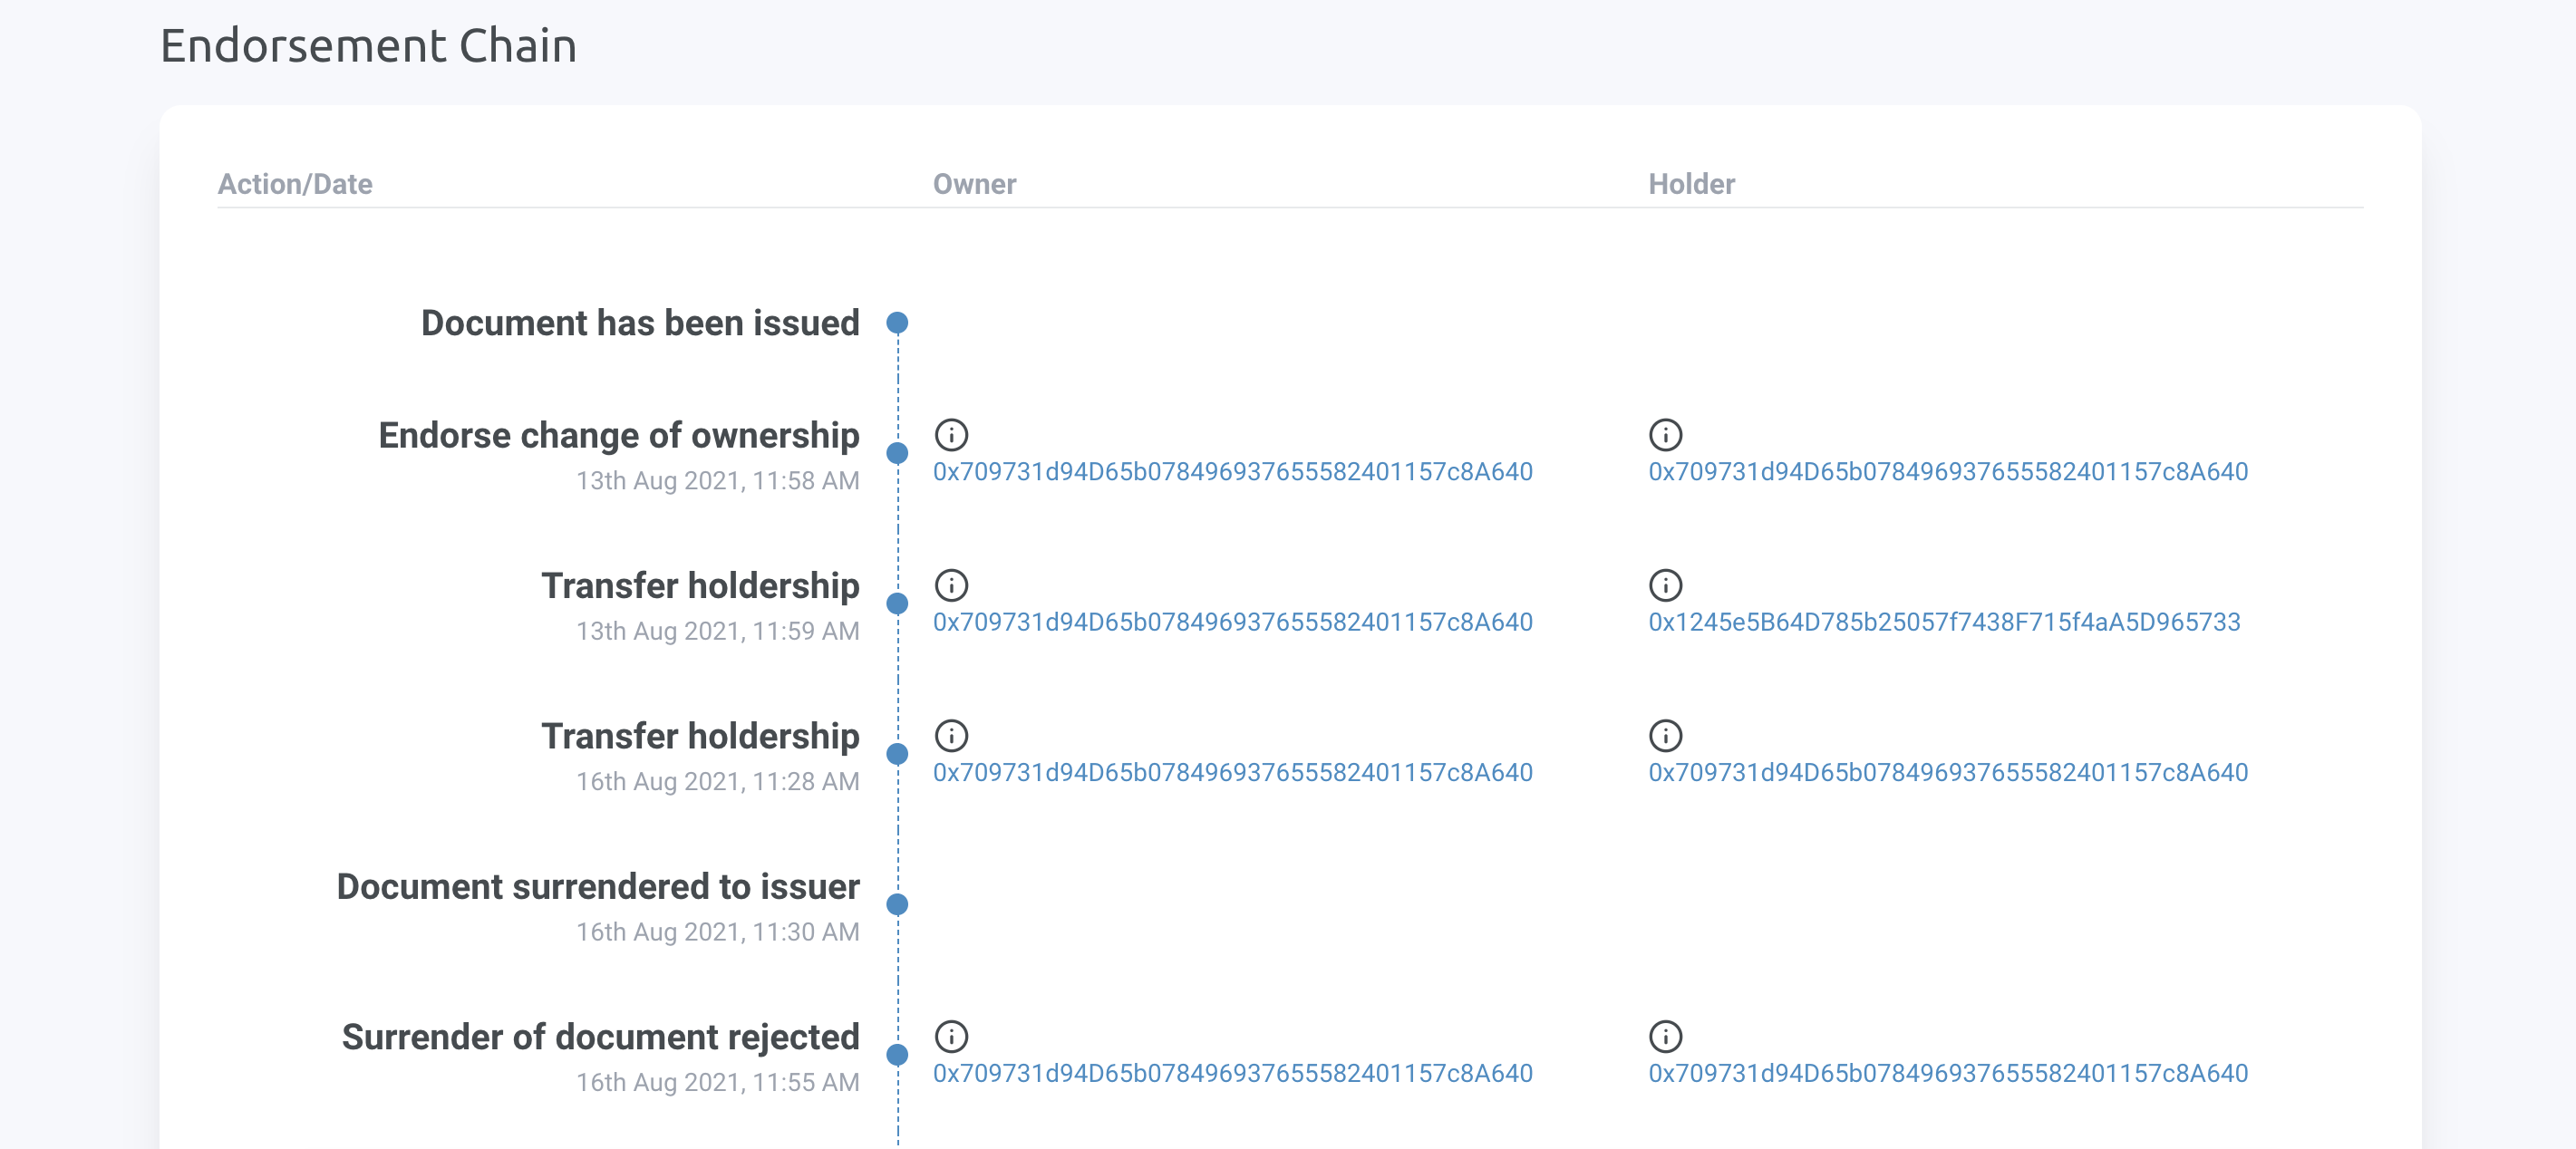 Endorsement Chain
Action/Date Owner Holder
Document has been issued
Endorse change of ownership
13th Aug 2021, 11:58 AM
0x709731d94D65b078496937655582401157c8A640 0x709731d94D65b078496937655582401157c8A640
Transfer holdership
13th Aug 2021, 11:59 AM
0x709731d94D65b078496937655582401157c8A640 0x1245e5B64D785b25057f7438F715f4aA5D965733
Transfer holdership
16th Aug 2021, 11:28 AM
0x709731d94D65b078496937655582401157c8A640 0x709731d94D65b078496937655582401157c8A640
Document surrendered to issuer
16th Aug 2021, 11:30 AM
Surrender of document rejected
16th Aug 2021, 11:55 AM
0x709731d94D65b078496937655582401157c8A640 0x709731d94D65b078496937655582401157c8A640